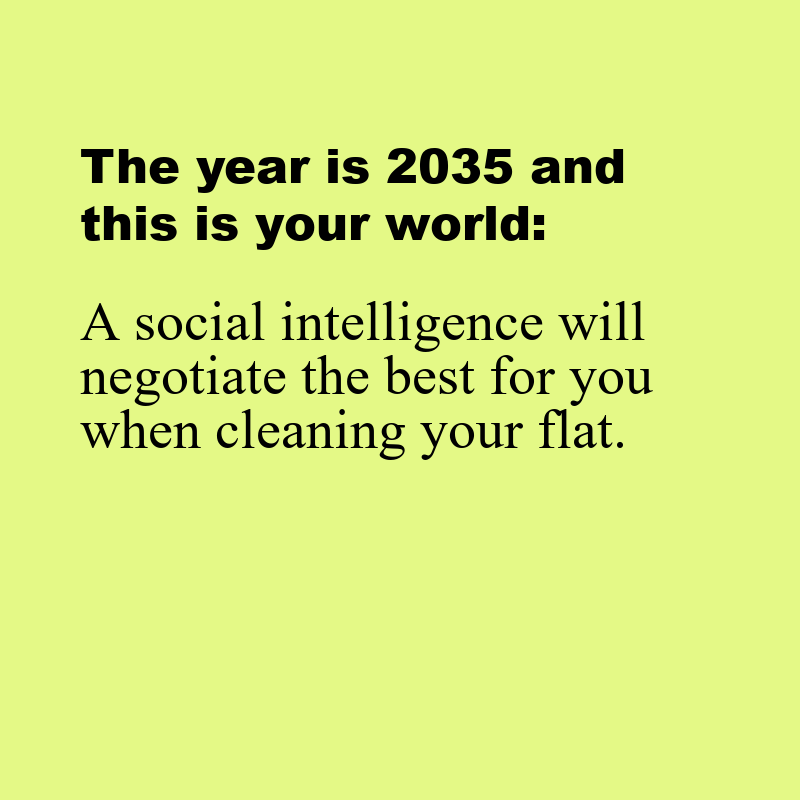 The year is 2035 and
this is your world:
A social intelligence will
negotiate the best for you
when cleaning your flat.